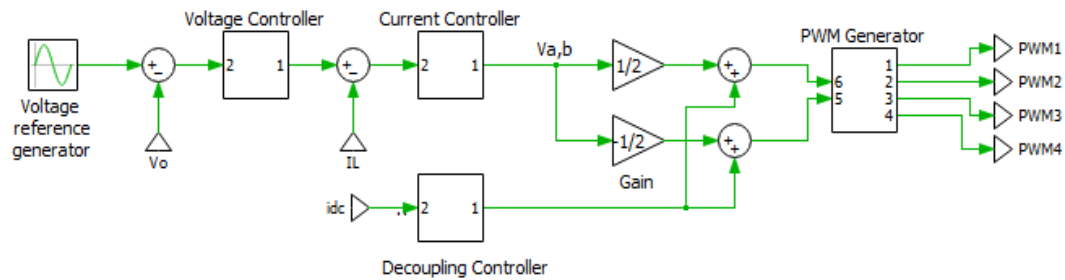 Voltage Controller
Current Controller
PWM Generator
Va,b
+
-
2
1
+
-
2
1
1/2
+
+
6
5
1
2
3
4
PWM1
PWM2
PWM3
PWM4
Voltage
reference
generator
Vo
IL
-1/2
+
+
Gain
idc
2
1
Decoupling Controller